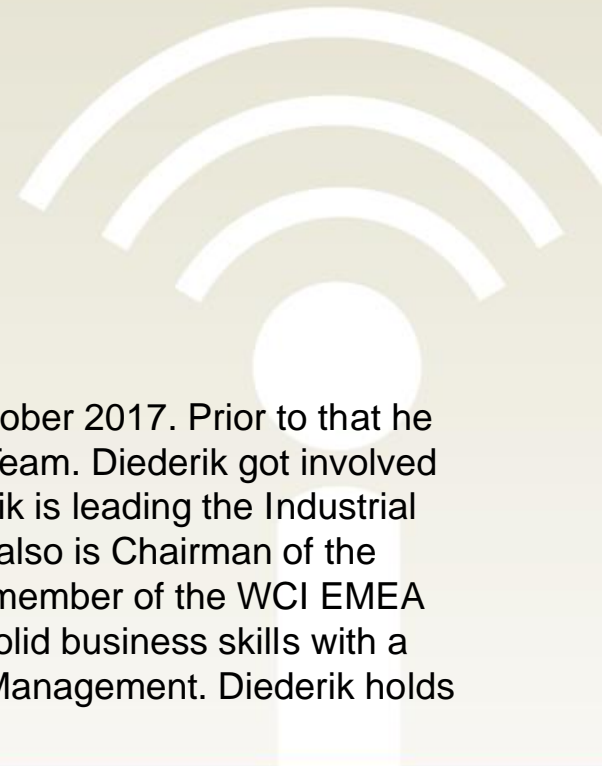 ober 2017. Prior to that he
eam. Diederik got involved
ik is leading the Industrial
also is Chairman of the
member of the WCI EMEA
olid business skills with a
Management. Diederik holds